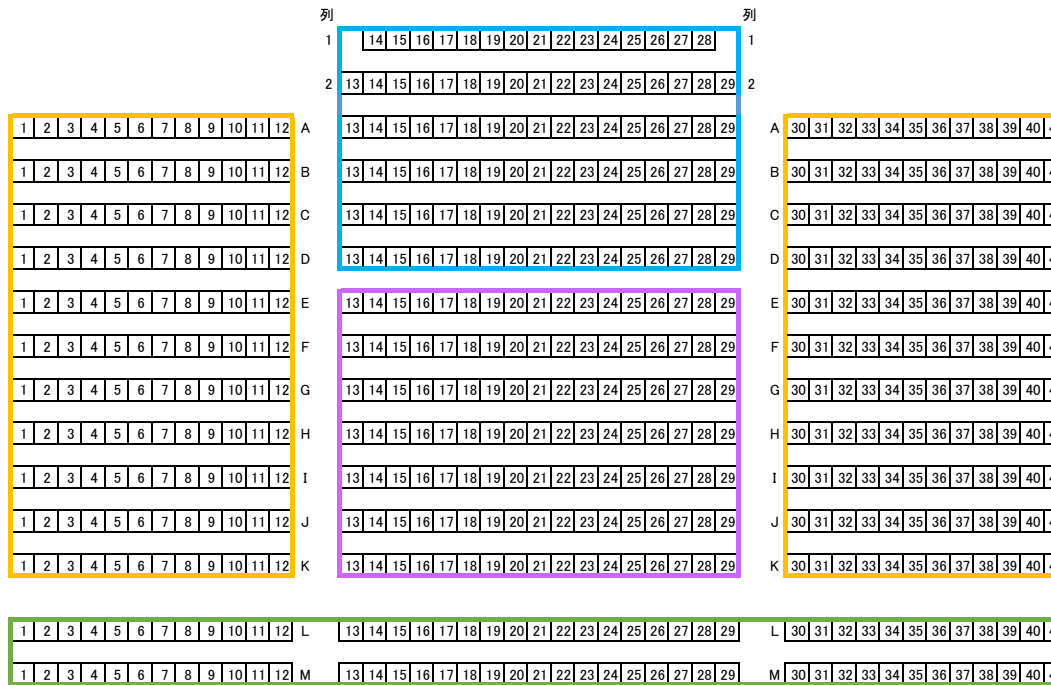 列 列
1 14 15 16 17 18 19 20 21 22 23 24 25 26 27 28 1
2 13 14 15 16 17 18 19 20 21 22 23 24 25 26 27 28 29 2
1 2 3 4 5 6 7 8 9 10 11 12 A 13 14 15 16 17 18 19 20 21 22 23 24 25 26 27 28 29 A 30 31 32 33 34 35 36 37 38 39 40
1 2 3 4 5 6 7 8 9 10 11 12 B 13 14 15 16 17 18 19 20 21 22 23 24 25 26 27 28 29 B 30 31 32 33 34 35 36 37 38 39 40
1 2 3 4 5 6 7 8 9 10 11 12 C 13 14 15 16 17 18 19 20 21 22 23 24 25 26 27 28 29 C 30 31 32 33 34 35 36 37 38 39 40
1 2 3 4 5 6 7 8 9 10 11 12 D 13 14 15 16 17 18 19 20 21 22 23 24 25 26 27 28 29 D 30 31 32 33 34 35 36 37 38 39 40
1 2 3 4 5 6 7 8 9 10 11 12 E 13 14 15 16 17 18 19 20 21 22 23 24 25 26 27 28 29 E 30 31 32 33 34 35 36 37 38 39 40
1 2 3 4 5 6 7 8 9 10 11 12 F 13 14 15 16 17 18 19 20 21 22 23 24 25 26 27 28 29 F 30 31 32 33 34 35 36 37 38 39 40
1 2 3 4 5 6 7 8 9 10 11 12 G 13 14 15 16 17 18 19 20 21 22 23 24 25 26 27 28 29 G 30 31 32 33 34 35 36 37 38 39 40
1 2 3 4 5 6 7 8 9 10 11 12 H 13 14 15 16 17 18 19 20 21 22 23 24 25 26 27 28 29 H 30 31 32 33 34 35 36 37 38 39 40
1 2 3 4 5 6 7 8 9 10 11 12 I 13 14 15 16 17 18 19 20 21 22 23 24 25 26 27 28 29 I 30 31 32 33 34 35 36 37 38 39 40
1 2 3 4 5 6 7 8 9 10 11 12 J 13 14 15 16 17 18 19 20 21 22 23 24 25 26 27 28 29 J 30 31 32 33 34 35 36 37 38 39 40
1 2 3 4 5 6 7 8 9 10 11 12 K 13 14 15 16 17 18 19 20 21 22 23 24 25 26 27 28 29 K 30 31 32 33 34 35 36 37 38 39 40
1 2 3 4 5 6 7 8 9 10 11 12 L 13 14 15 16 17 18 19 20 21 22 23 24 25 26 27 28 29 L 30 31 32 33 34 35 36 37 38 39 40
1 2 3 4 5 6 7 8 9 10 11 12 M 13 14 15 16 17 18 19 20 21 22 23 24 25 26 27 28 29 M 30 31 32 33 34 35 36 37 38 39 40